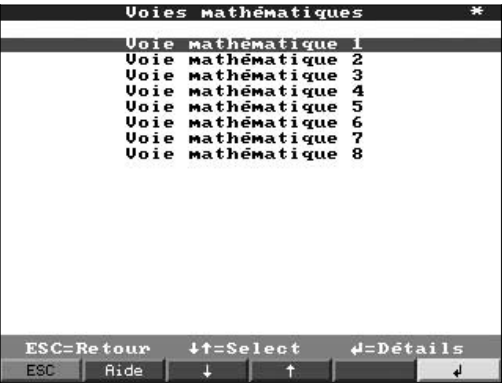 Voies mathématiques *
Voie mathématique 1
Voie mathématique 2
Voie mathématique 3
Voie mathématique 4
Voie mathématique 5
Voie mathématique 6
Voie mathématique 7
Voie mathématique 8
ESC=Retour ↓↑=Select ↵=Détails
ESC Aide ↓ ↑ ↵